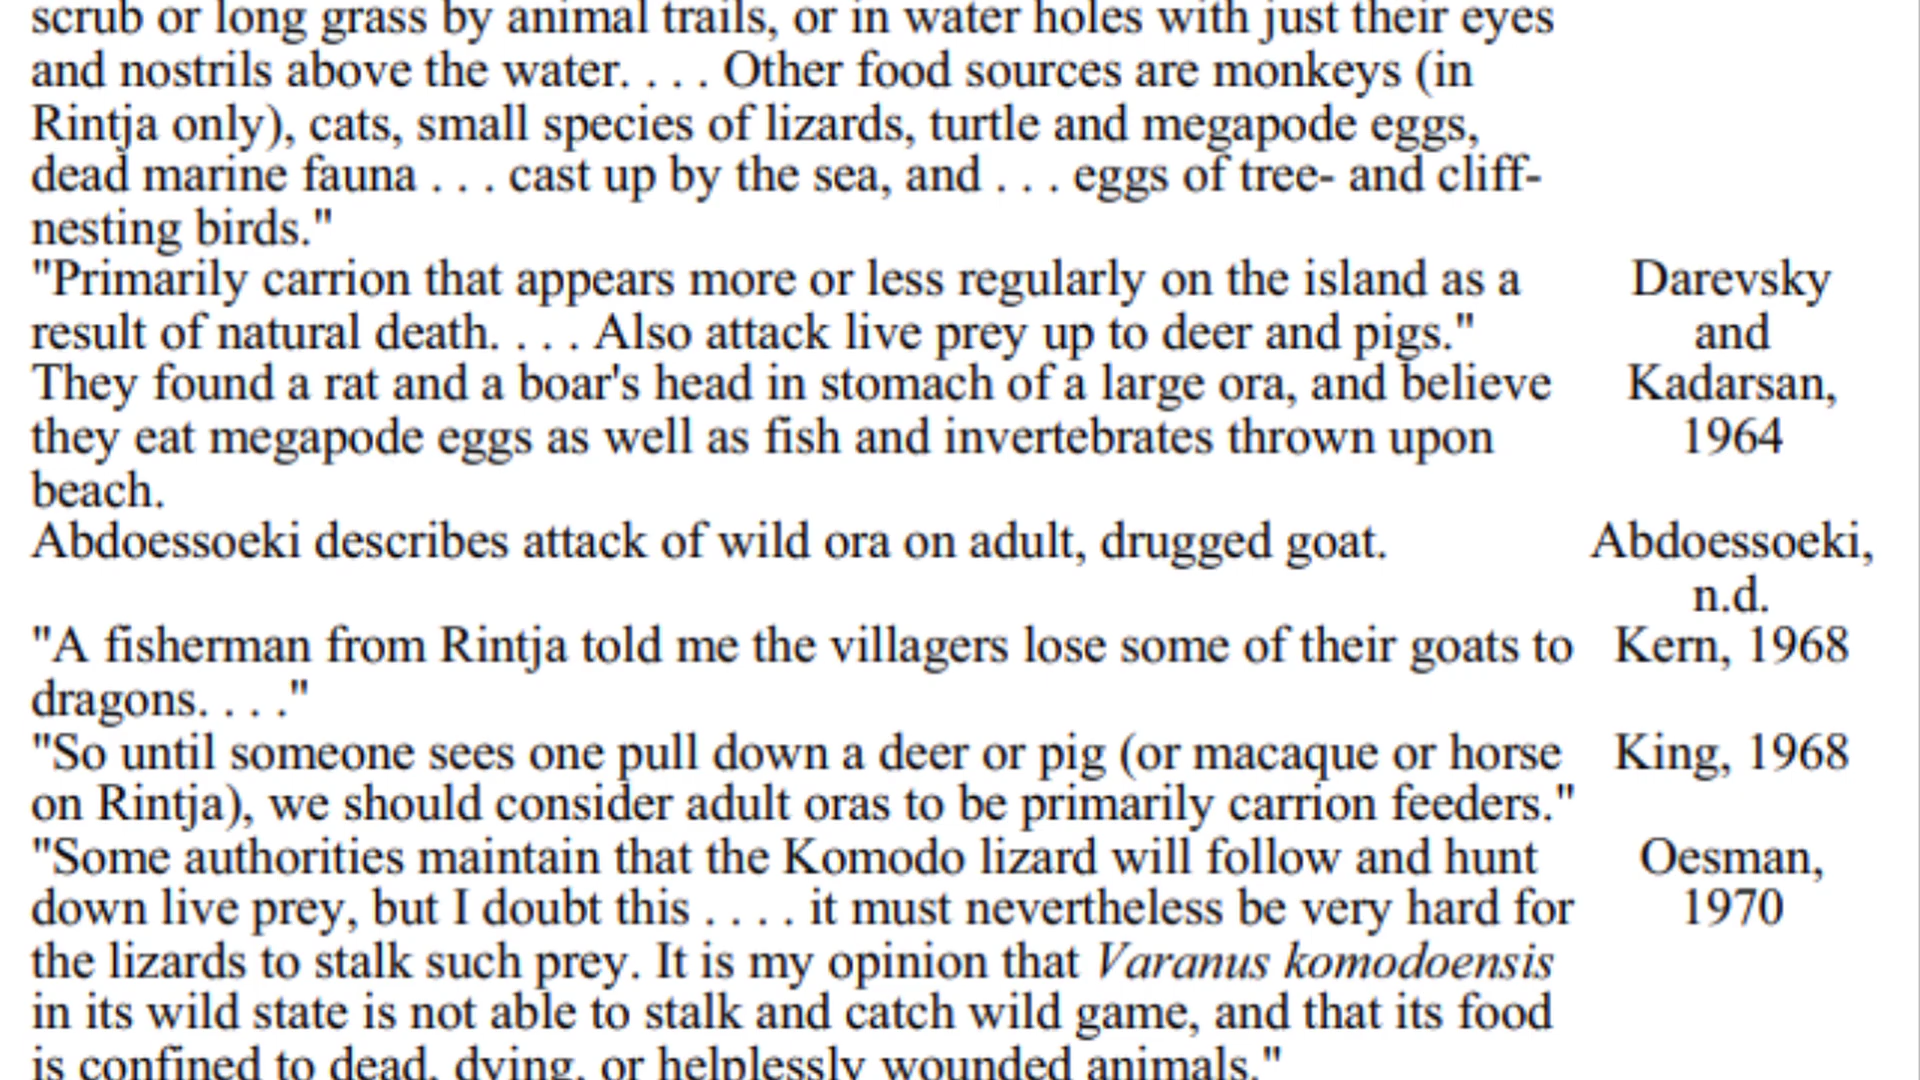 scrub or long grass by animal trails, or in water holes with just their eyes
and nostrils above the water. . . . Other food sources are monkeys (in
Rintja only), cats, small species of lizards, turtle and megapode eggs,
dead marine fauna . . . cast up by the sea, and . . . eggs of tree- and cliff-
nesting birds."
"Primarily carrion that appears more or less regularly on the island as a
result of natural death. . . . Also attack live prey up to deer and pigs."
They found a rat and a boar's head in stomach of a large ora, and believe
they eat megapode eggs as well as fish and invertebrates thrown upon
beach.
Darevsky
and
Kadarsan,
1964
Abdoessoeki describes attack of wild ora on adult, drugged goat.
Abdoessoeki,
n.d.
"A fisherman from Rintja told me the villagers lose some of their goats to
dragons. . . ."
Kern, 1968
"So until someone sees one pull down a deer or pig (or macaque or horse
on Rintja), we should consider adult oras to be primarily carrion feeders."
King, 1968
"Some authorities maintain that the Komodo lizard will follow and hunt
down live prey, but I doubt this . . . . it must nevertheless be very hard for
the lizards to stalk such prey. It is my opinion that Varanus komodoensis
in its wild state is not able to stalk and catch wild game, and that its food
is confined to dead, dying, or helplessly wounded animals."
Oesman,
1970